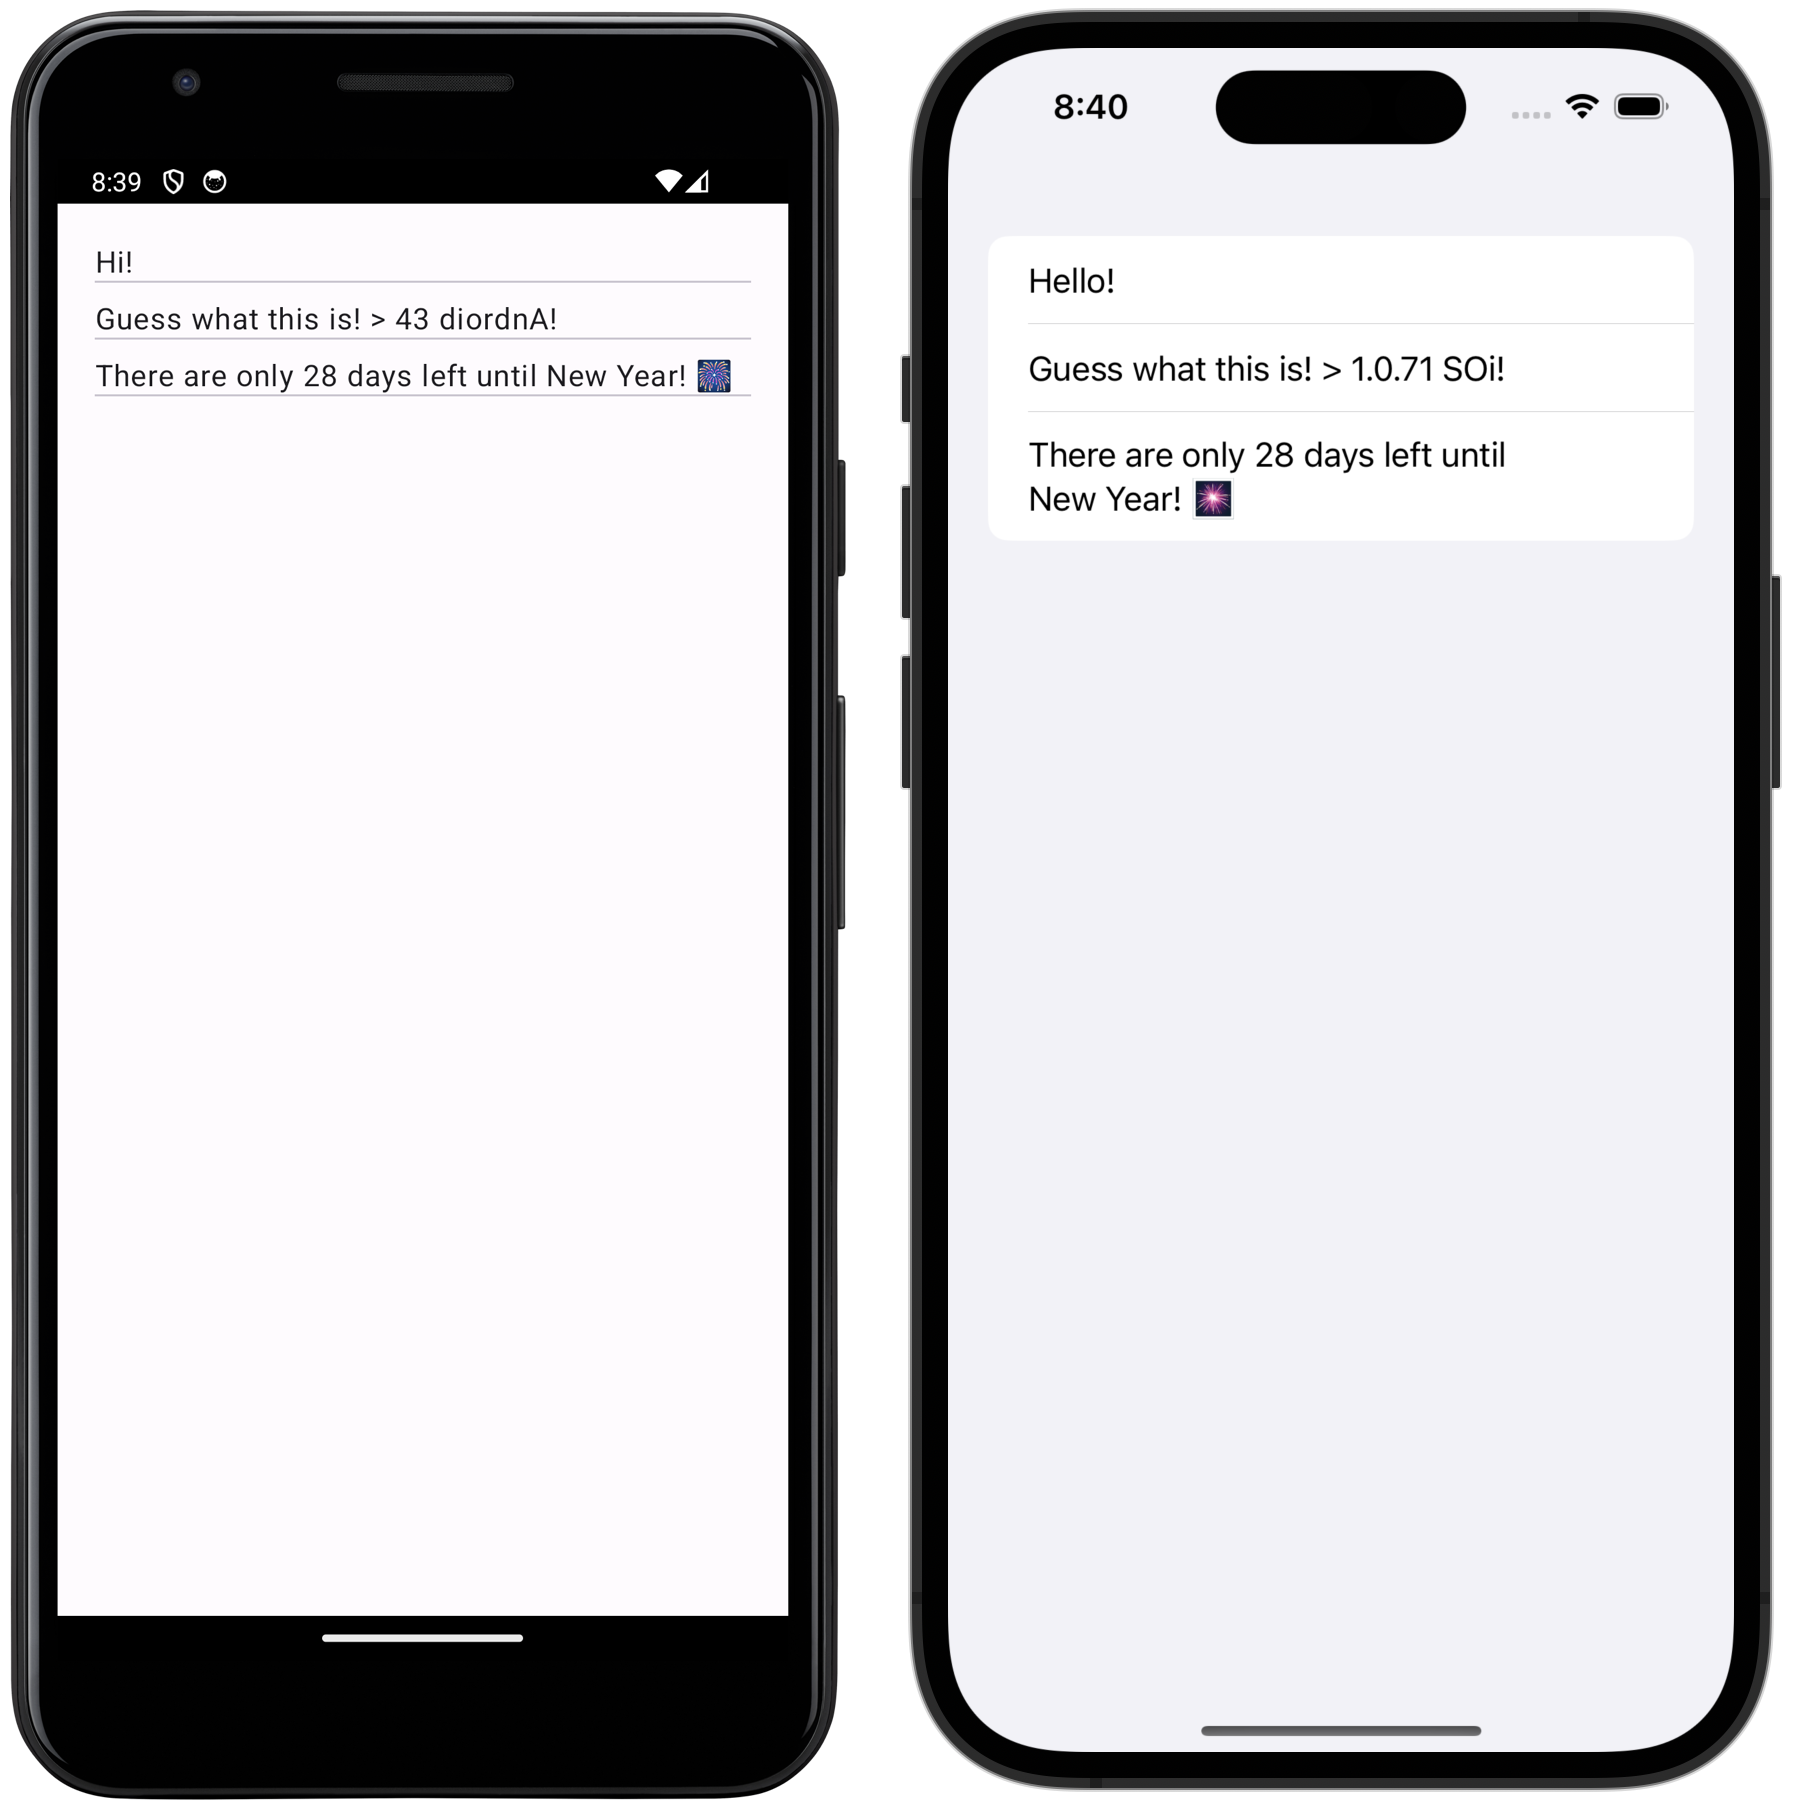 8:39
Hi!
Guess what this is! > 43 diordnA!
There are only 28 days left until New Year! 🎆
8:40
Hello!
Guess what this is! > 1.0.71 SOi!
There are only 28 days left until
New Year! 🎆